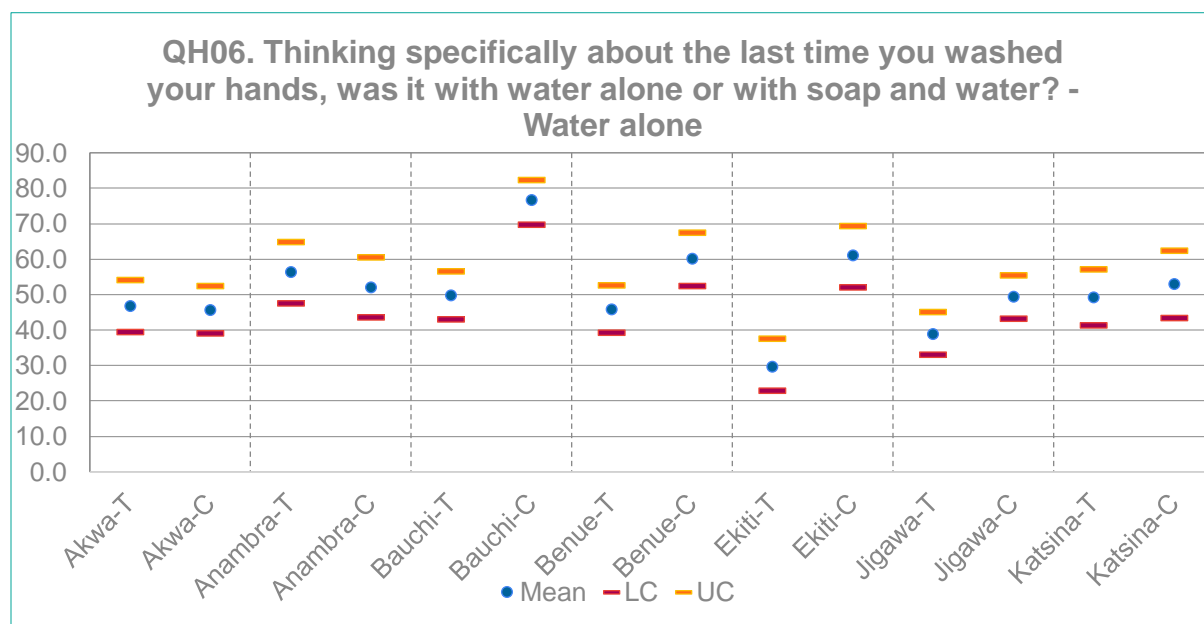 QH06. Thinking specifically about the last time you washed
your hands, was it with water alone or with soap and water? -
Water alone
90.0
80.0
70.0
60.0
50.0
40.0
30.0
20.0
10.0
0.0
Akwa-T
Akwa-C
Anambra-T
Anambra-C
Bauchi-T
Bauchi-C
Benue-T
Benue-C
Ekiti-T
Ekiti-C
Jigawa-T
Jigawa-C
Katsina-T
Katsina-C
Mean LC UC